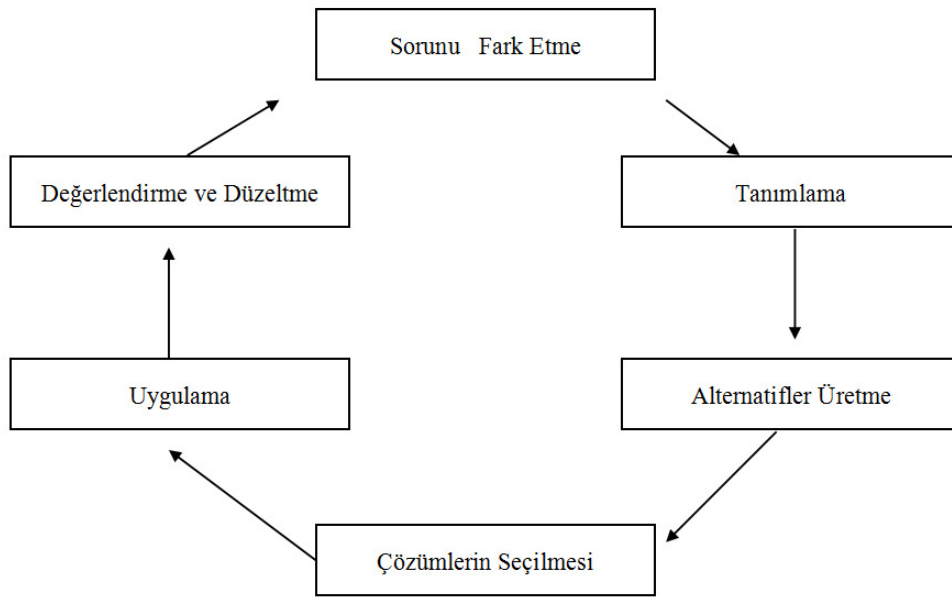 Sorunu Fark Etme
Değerlendirme ve Düzeltme
Tanımlama
Uygulama
Alternatifler Üretme
Çözümlerin Seçilmesi